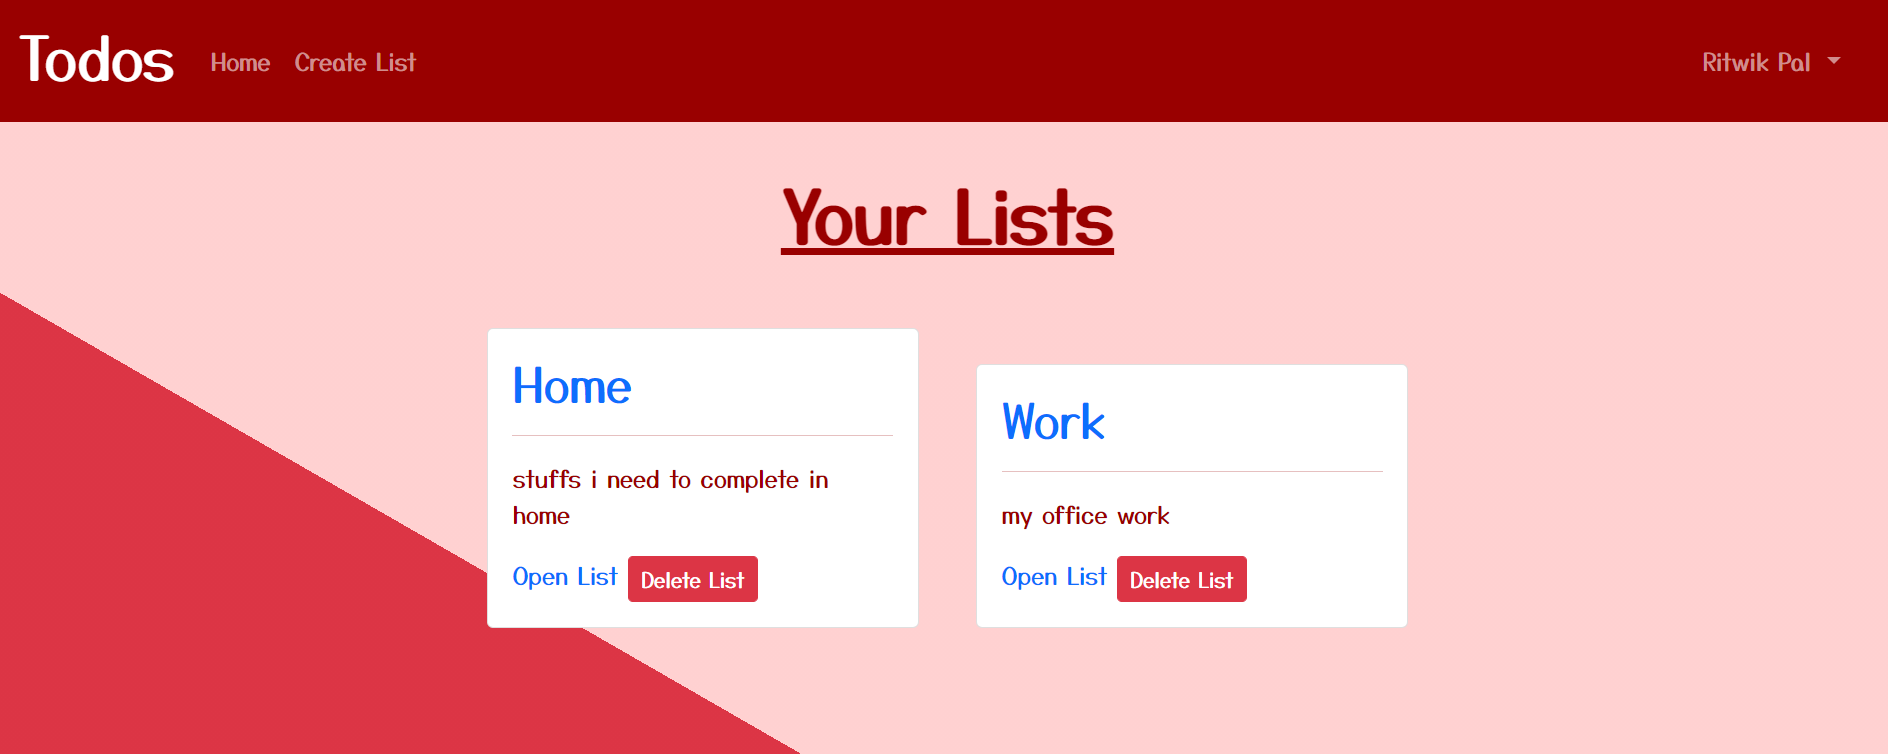 Todos Home Create List Ritwik Pal
Your Lists
Home
stuffs i need to complete in
home
Open List Delete List
Work
my office work
Open List Delete List